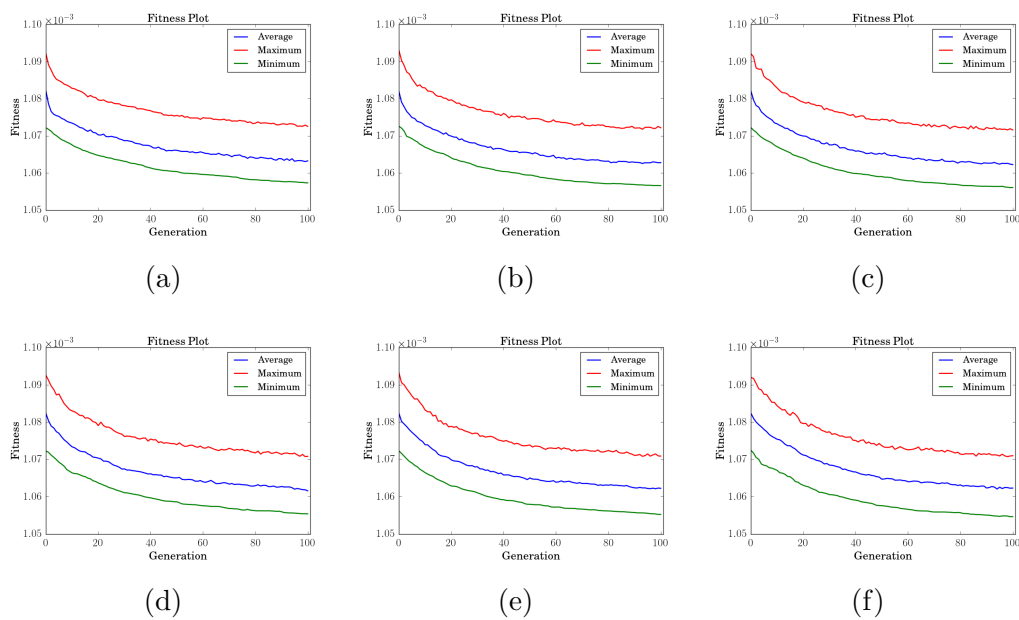 Fitness Plot Fitness Plot Fitness Plot
1.10 ×10⁻³ 1.10 ×10⁻³ 1.10 ×10⁻³
Average Average Average
Maximum Maximum Maximum
Minimum Minimum Minimum
1.09 1.09 1.09
1.08 1.08 1.08
Fitness Fitness Fitness
1.07 1.07 1.07
1.06 1.06 1.06
1.05 1.05 1.05
0 20 40 60 80 100 0 20 40 60 80 100 0 20 40 60 80 100
Generation Generation Generation
(a) (b) (c)
Fitness Plot Fitness Plot Fitness Plot
1.10 ×10⁻³ 1.10 ×10⁻³ 1.10 ×10⁻³
Average Average Average
Maximum Maximum Maximum
Minimum Minimum Minimum
1.09 1.09 1.09
1.08 1.08 1.08
Fitness Fitness Fitness
1.07 1.07 1.07
1.06 1.06 1.06
1.05 1.05 1.05
0 20 40 60 80 100 0 20 40 60 80 100 0 20 40 60 80 100
Generation Generation Generation
(d) (e) (f)